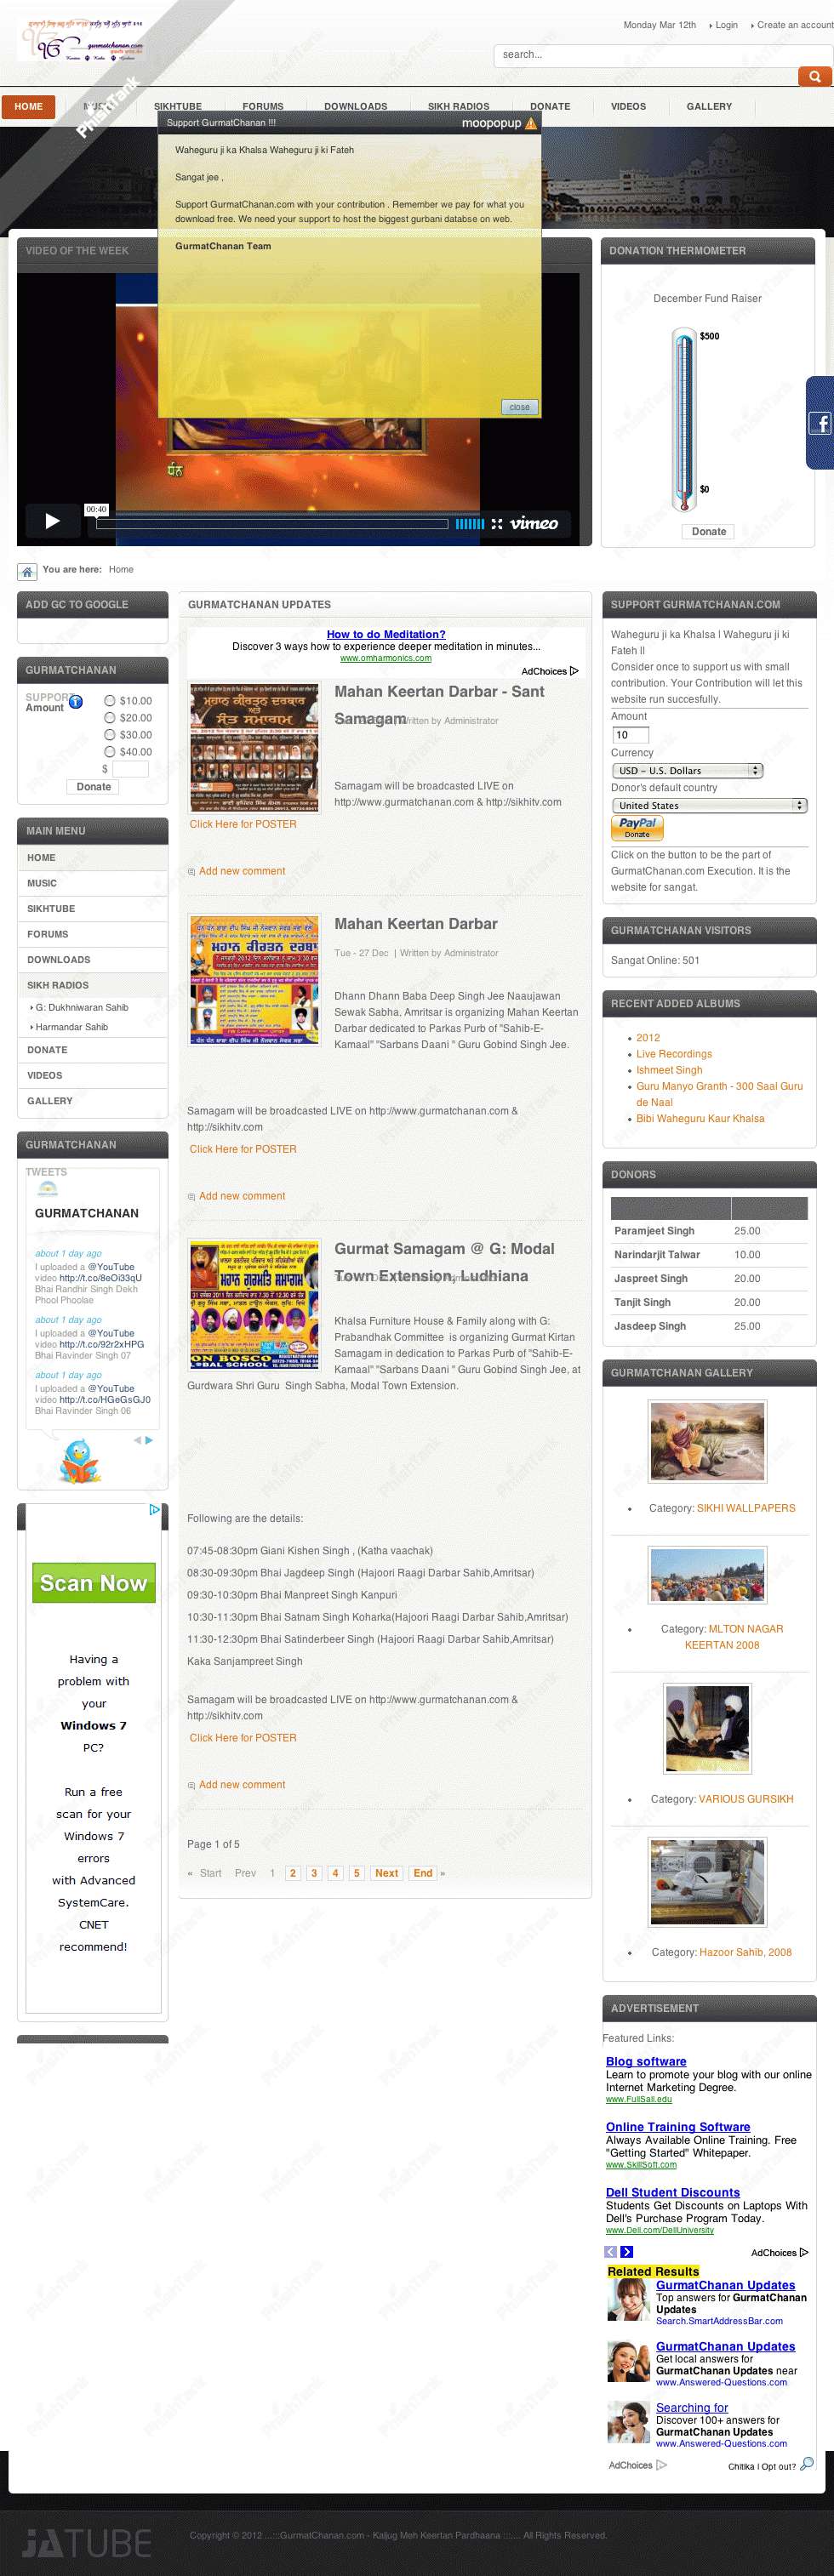 gurmatchanan.com
Monday Mar 12th Login Create an account
search...
PhishTank
HOME SIKHTUBE FORUMS DOWNLOADS SIKH RADIOS DONATE VIDEOS GALLERY
Support GurmatChanan !!! moopopup
Waheguru ji ka Khalsa Waheguru ji ki Fateh
Sangat jee ,
Support GurmatChanan.com with your contribution . Remember we pay for what you
download free. We need your support to host the biggest gurbani databse on web.
GurmatChanan Team
close
VIDEO OF THE WEEK
00:40
vimeo
DONATION THERMOMETER
December Fund Raiser
$500
$0
Donate
You are here: Home
ADD GC TO GOOGLE
GURMATCHANAN
SUPPORT
Amount
$10.00
$20.00
$30.00
$40.00
$
Donate
MAIN MENU
HOME
MUSIC
SIKHTUBE
FORUMS
DOWNLOADS
SIKH RADIOS
G: Dukhniwaran Sahib
Harmandar Sahib
DONATE
VIDEOS
GALLERY
GURMATCHANAN
TWEETS
GURMATCHANAN
about 1 day ago
I uploaded a @YouTube
video http://t.co/8eOi33qU
Bhai Randhir Singh Dekh
Phool Phoolae
about 1 day ago
I uploaded a @YouTube
video http://t.co/92r2xHPG
Bhai Ravinder Singh 07
about 1 day ago
I uploaded a @YouTube
video http://t.co/HGeGsGJ0
Bhai Ravinder Singh 06
Scan Now
Having a
problem with
your
Windows 7
PC?
Run a free
scan for your
Windows 7
errors
with Advanced
SystemCare.
CNET
recommend!
GURMATCHANAN UPDATES
How to do Meditation?
Discover 3 ways how to experience deeper meditation in minutes...
www.omharmonics.com
AdChoices
Mahan Keertan Darbar - Sant
Samagam
Written by Administrator
Samagam will be broadcasted LIVE on
http://www.gurmatchanan.com & http://sikhitv.com
Click Here for POSTER
Add new comment
Mahan Keertan Darbar
Tue - 27 Dec | Written by Administrator
Dhann Dhann Baba Deep Singh Jee Naaujawan
Sewak Sabha, Amritsar is organizing Mahan Keertan
Darbar dedicated to Parkas Purb of "Sahib-E-
Kamaal" "Sarbans Daani " Guru Gobind Singh Jee.
Samagam will be broadcasted LIVE on http://www.gurmatchanan.com &
http://sikhitv.com
Click Here for POSTER
Add new comment
Gurmat Samagam @ G: Modal
Town Extension, Ludhiana
Khalsa Furniture House & Family along with G:
Prabandhak Committee is organizing Gurmat Kirtan
Samagam in dedication to Parkas Purb of "Sahib-E-
Kamaal" "Sarbans Daani " Guru Gobind Singh Jee, at
Gurdwara Shri Guru Singh Sabha, Modal Town Extension.
ON BOSCO
BAL SCHOOL
Following are the details:
07:45-08:30pm Giani Kishen Singh , (Katha vaachak)
08:30-09:30pm Bhai Jagdeep Singh (Hajoori Raagi Darbar Sahib,Amritsar)
09:30-10:30pm Bhai Manpreet Singh Kanpuri
10:30-11:30pm Bhai Satnam Singh Koharka(Hajoori Raagi Darbar Sahib,Amritsar)
11:30-12:30pm Bhai Satinderbeer Singh (Hajoori Raagi Darbar Sahib,Amritsar)
Kaka Sanjampreet Singh
Samagam will be broadcasted LIVE on http://www.gurmatchanan.com &
http://sikhitv.com
Click Here for POSTER
Add new comment
Page 1 of 5
« Start Prev 1 2 3 4 5 Next End »
SUPPORT GURMATCHANAN.COM
Waheguru ji ka Khalsa l Waheguru ji ki
Fateh ll
Consider once to support us with small
contribution. Your Contribution will let this
website run succesfully.
Amount
10
Currency
USD - U.S. Dollars
Donor's default country
United States
PayPal
Donate
Click on the button to be the part of
GurmatChanan.com Execution. It is the
website for sangat.
GURMATCHANAN VISITORS
Sangat Online: 501
RECENT ADDED ALBUMS
2012
Live Recordings
Ishmeet Singh
Guru Manyo Granth - 300 Saal Guru
de Naal
Bibi Waheguru Kaur Khalsa
DONORS
Paramjeet Singh 25.00
Narindarjit Talwar 10.00
Jaspreet Singh 20.00
Tanjit Singh 20.00
Jasdeep Singh 25.00
GURMATCHANAN GALLERY
Category: SIKHI WALLPAPERS
Category: MLTON NAGAR
KEERTAN 2008
Category: VARIOUS GURSIKH
Category: Hazoor Sahib, 2008
ADVERTISEMENT
Featured Links:
Blog software
Learn to promote your blog with our online
Internet Marketing Degree.
www.FullSail.edu
Online Training Software
Always Available Online Training. Free
"Getting Started" Whitepaper.
www.SkillSoft.com
Dell Student Discounts
Students Get Discounts on Laptops With
Dell's Purchase Program Today.
www.Dell.com/DellUniversity
AdChoices
Related Results
GurmatChanan Updates
Top answers for GurmatChanan
Updates
Search.SmartAddressBar.com
GurmatChanan Updates
Get local answers for
GurmatChanan Updates near
www.Answered-Questions.com
Searching for
Discover 100+ answers for
GurmatChanan Updates
www.Answered-Questions.com
AdChoices
Chitika | Opt out?
JATUBE
Copyright © 2012 ...:::GurmatChanan.com - Kaljug Meh Keertan Pardhaana :::... All Rights Reserved.